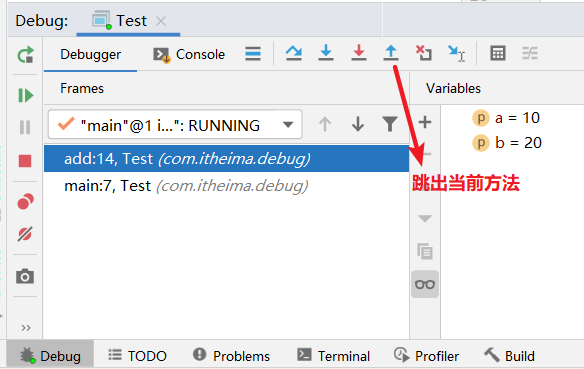 Debug: Test
Debugger Console
Frames Variables
"main"@1 i...": RUNNING
p a = 10
p b = 20
add:14, Test (com.itheima.debug)
main:7, Test (com.itheima.debug)
跳出当前方法
Debug TODO Problems Terminal Profiler Build